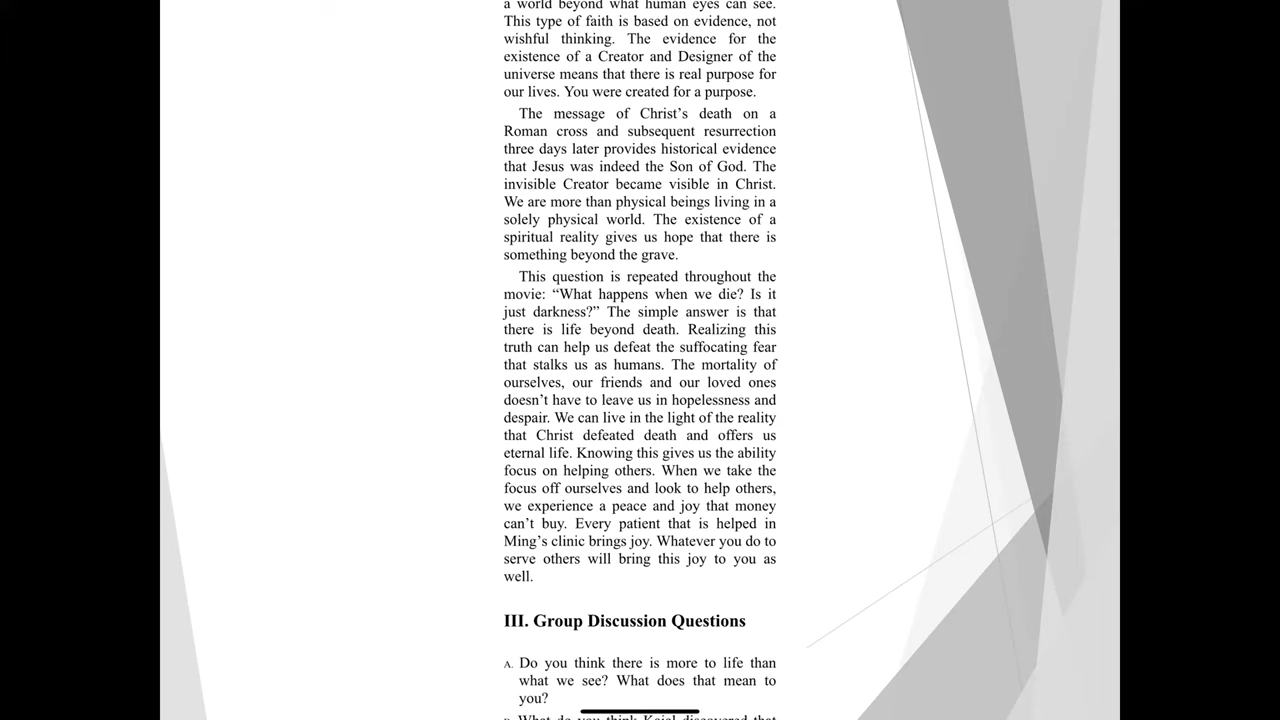 a world beyond what human eyes can see.
This type of faith is based on evidence, not
wishful thinking. The evidence for the
existence of a Creator and Designer of the
universe means that there is real purpose for
our lives. You were created for a purpose.
The message of Christ’s death on a
Roman cross and subsequent resurrection
three days later provides historical evidence
that Jesus was indeed the Son of God. The
invisible Creator became visible in Christ.
We are more than physical beings living in a
solely physical world. The existence of a
spiritual reality gives us hope that there is
something beyond the grave.
This question is repeated throughout the
movie: “What happens when we die? Is it
just darkness?” The simple answer is that
there is life beyond death. Realizing this
truth can help us defeat the suffocating fear
that stalks us as humans. The mortality of
ourselves, our friends and our loved ones
doesn’t have to leave us in hopelessness and
despair. We can live in the light of the reality
that Christ defeated death and offers us
eternal life. Knowing this gives us the ability
focus on helping others. When we take the
focus off ourselves and look to help others,
we experience a peace and joy that money
can’t buy. Every patient that is helped in
Ming’s clinic brings joy. Whatever you do to
serve others will bring this joy to you as
well.
III. Group Discussion Questions
A. Do you think there is more to life than
what we see? What does that mean to
you?
What do you think Kajal discovered that